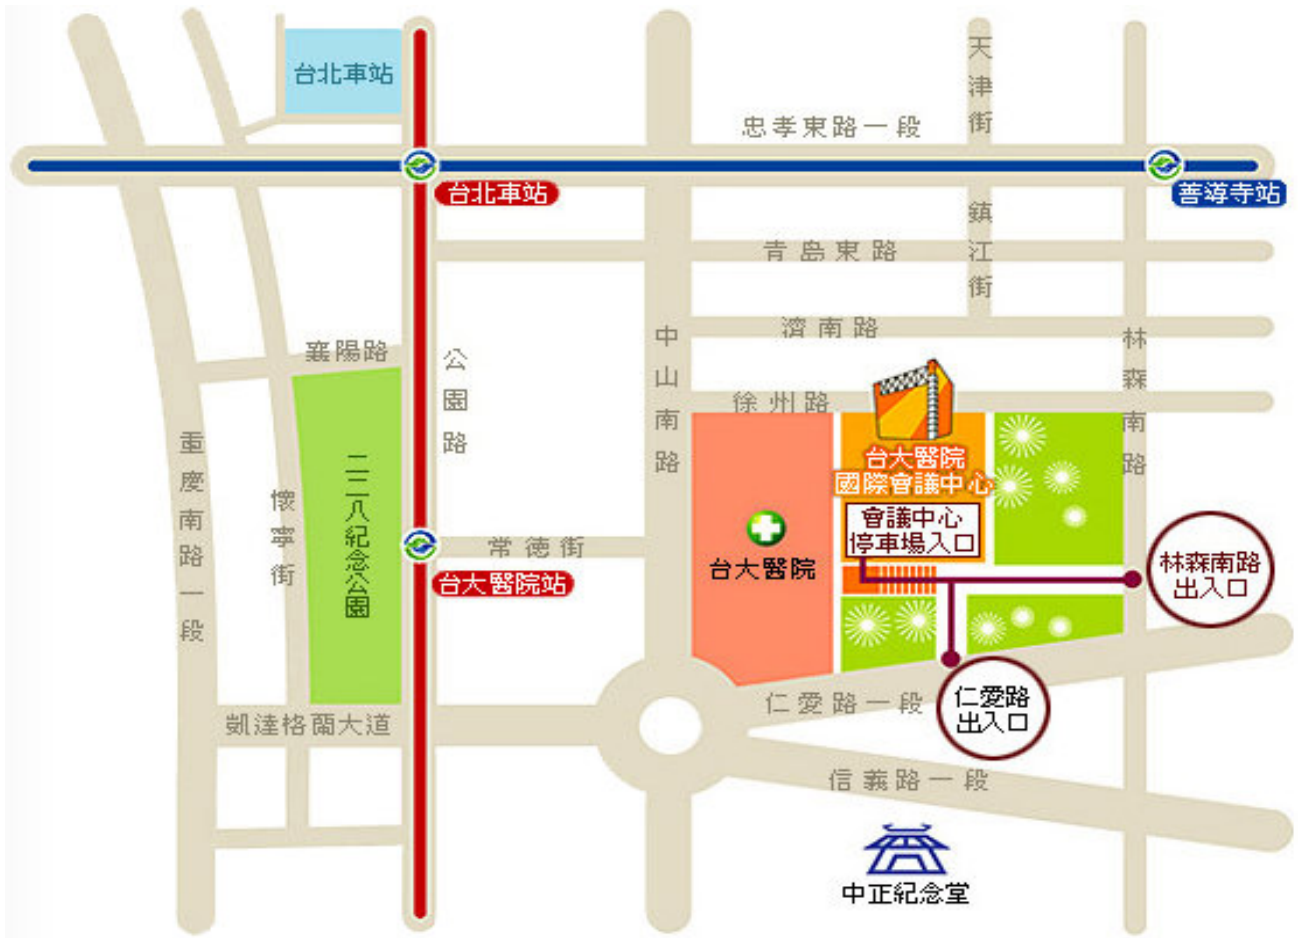 天津街
台北車站
忠孝東路一段
台北車站
善導寺站
鎮江街
青島東路
濟南路
中山南路
林森南路
襄陽路
公園路
徐州路
重慶南路一段
懷寧街
二二八紀念公園
台大醫院
國際會議中心
會議中心
停車場入口
常德街
台大醫院
台大醫院站
林森南路
出入口
仁愛路一段
仁愛路
出入口
凱達格蘭大道
信義路一段
中正紀念堂